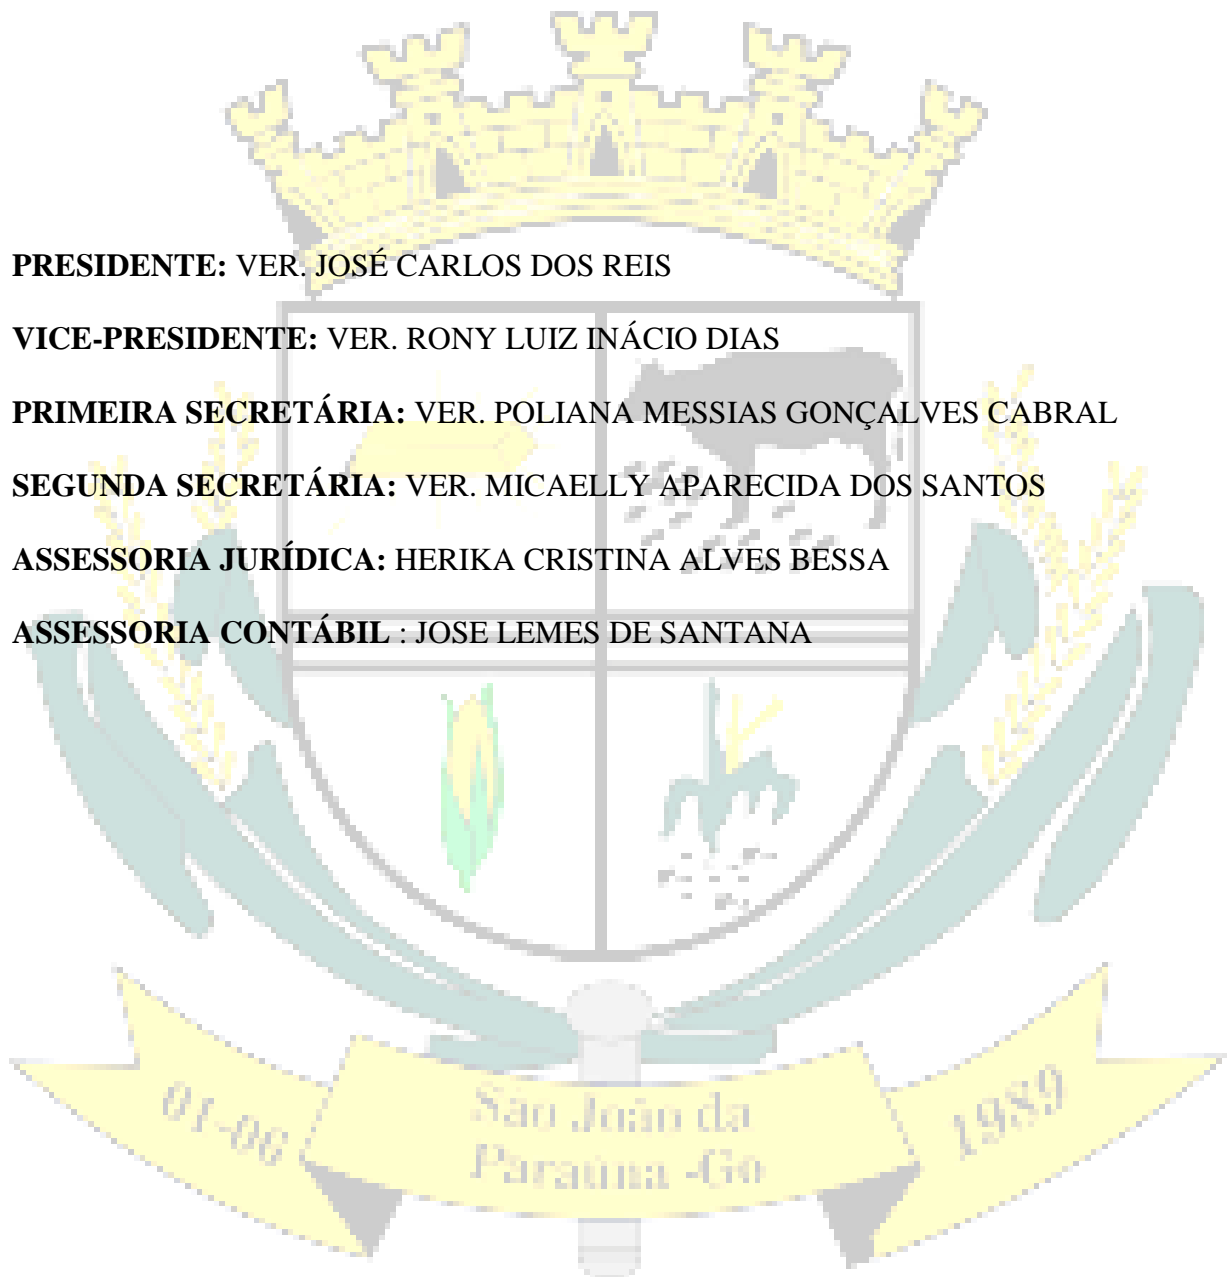 PRESIDENTE: VER. JOSÉ CARLOS DOS REIS
VICE-PRESIDENTE: VER. RONY LUIZ INÁCIO DIAS
PRIMEIRA SECRETÁRIA: VER. POLIANA MESSIAS GONÇALVES CABRAL
SEGUNDA SECRETÁRIA: VER. MICAELLY APARECIDA DOS SANTOS
ASSESSORIA JURÍDICA: HERIKA CRISTINA ALVES BESSA
ASSESSORIA CONTÁBIL : JOSE LEMES DE SANTANA
01-06
São João da
Paraúna -Go
1989